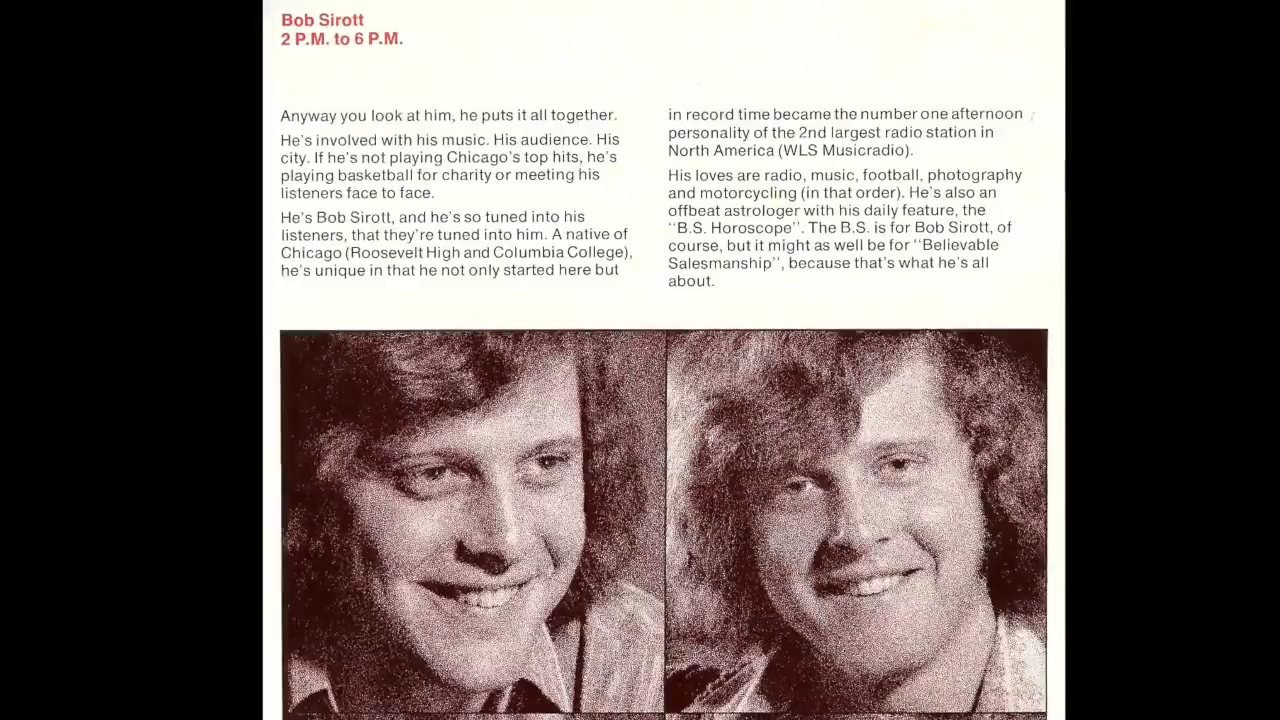 Bob Sirott
2 P.M. to 6 P.M.
Anyway you look at him, he puts it all together.
He's involved with his music. His audience. His
city. If he's not playing Chicago's top hits, he's
playing basketball for charity or meeting his
listeners face to face.
He's Bob Sirott, and he's so tuned into his
listeners, that they're tuned into him. A native of
Chicago (Roosevelt High and Columbia College),
he's unique in that he not only started here but
in record time became the number one afternoon
personality of the 2nd largest radio station in
North America (WLS Musicradio).
His loves are radio, music, football, photography
and motorcycling (in that order). He's also an
offbeat astrologer with his daily feature, the
"B.S. Horoscope". The B.S. is for Bob Sirott, of
course, but it might as well be for "Believable
Salesmanship", because that's what he's all
about.